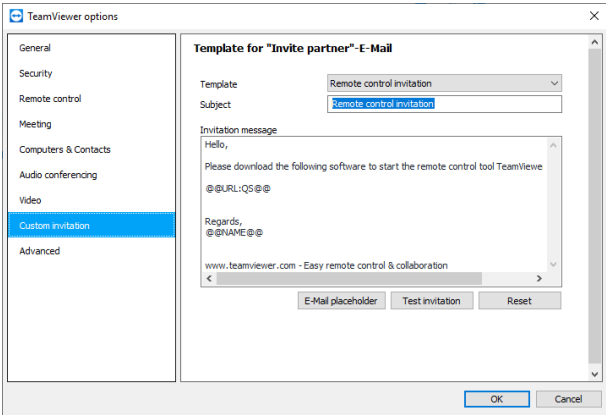 TeamViewer options
General
Security
Remote control
Meeting
Computers & Contacts
Audio conferencing
Video
Custom invitation
Advanced
Template for "Invite partner"-E-Mail
Template Remote control invitation
Subject Remote control invitation
Invitation message
Hello,
Please download the following software to start the remote control tool TeamViewe
@@URL:QS@@
Regards,
@@NAME@@
www.teamviewer.com - Easy remote control & collaboration
E-Mail placeholder Test invitation Reset
OK Cancel